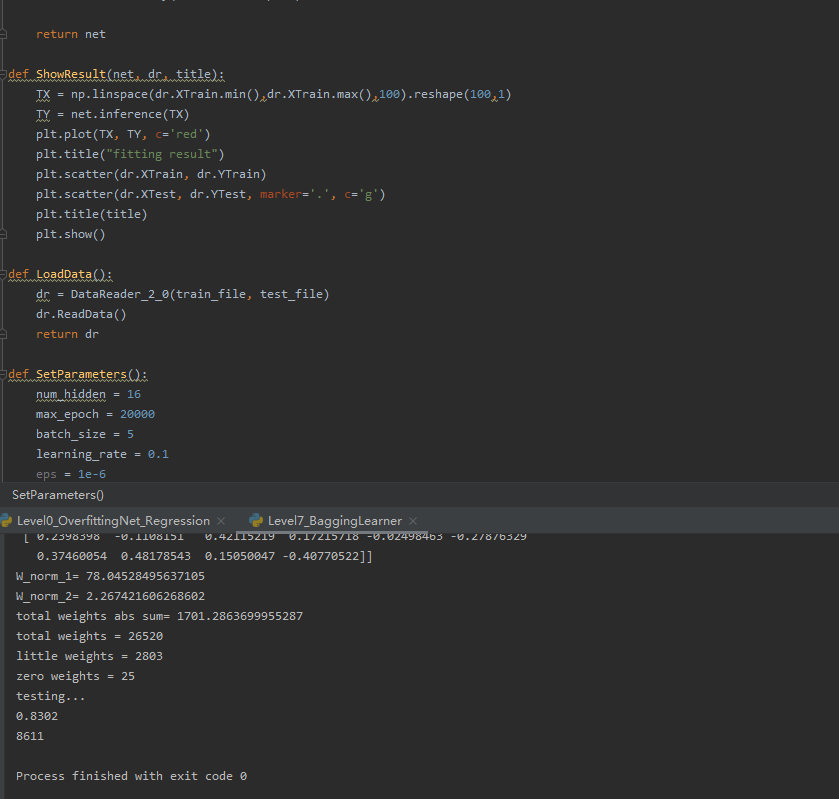 return net
def ShowResult(net, dr, title):
TX = np.linspace(dr.XTrain.min(),dr.XTrain.max(),100).reshape(100,1)
TY = net.inference(TX)
plt.plot(TX, TY, c='red')
plt.title("fitting result")
plt.scatter(dr.XTrain, dr.YTrain)
plt.scatter(dr.XTest, dr.YTest, marker='.', c='g')
plt.title(title)
plt.show()
def LoadData():
dr = DataReader_2_0(train_file, test_file)
dr.ReadData()
return dr
def SetParameters():
num_hidden = 16
max_epoch = 20000
batch_size = 5
learning_rate = 0.1
eps = 1e-6
SetParameters()
Level0_OverfittingNet_Regression × Level7_BaggingLearner ×
[ 0.2398398 -0.1108151 0.42115219 0.17215718 -0.02498463 -0.27876329
0.37460054 0.48178543 0.15050047 -0.40770522]]
W_norm_1= 78.04528495637105
W_norm_2= 2.267421606268602
total weights abs sum= 1701.2863699955287
total weights = 26520
little weights = 2803
zero weights = 25
testing...
0.8302
8611
Process finished with exit code 0